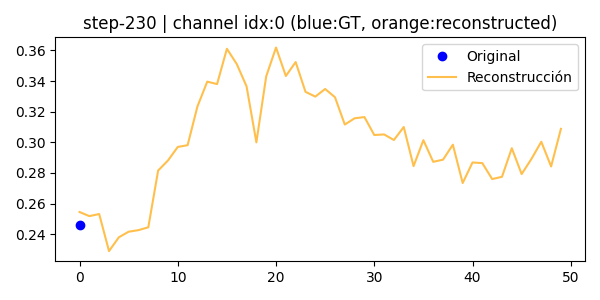 step-230 | channel idx:0 (blue:GT, orange:reconstructed)
Original
Reconstrucción
0.36
0.34
0.32
0.30
0.28
0.26
0.24
0 10 20 30 40 50